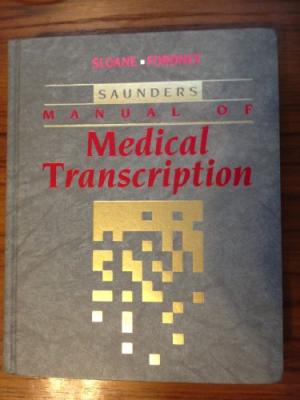 SLOANE ▪ FORDNEY
SAUNDERS
MANUAL OF
Medical
Transcription